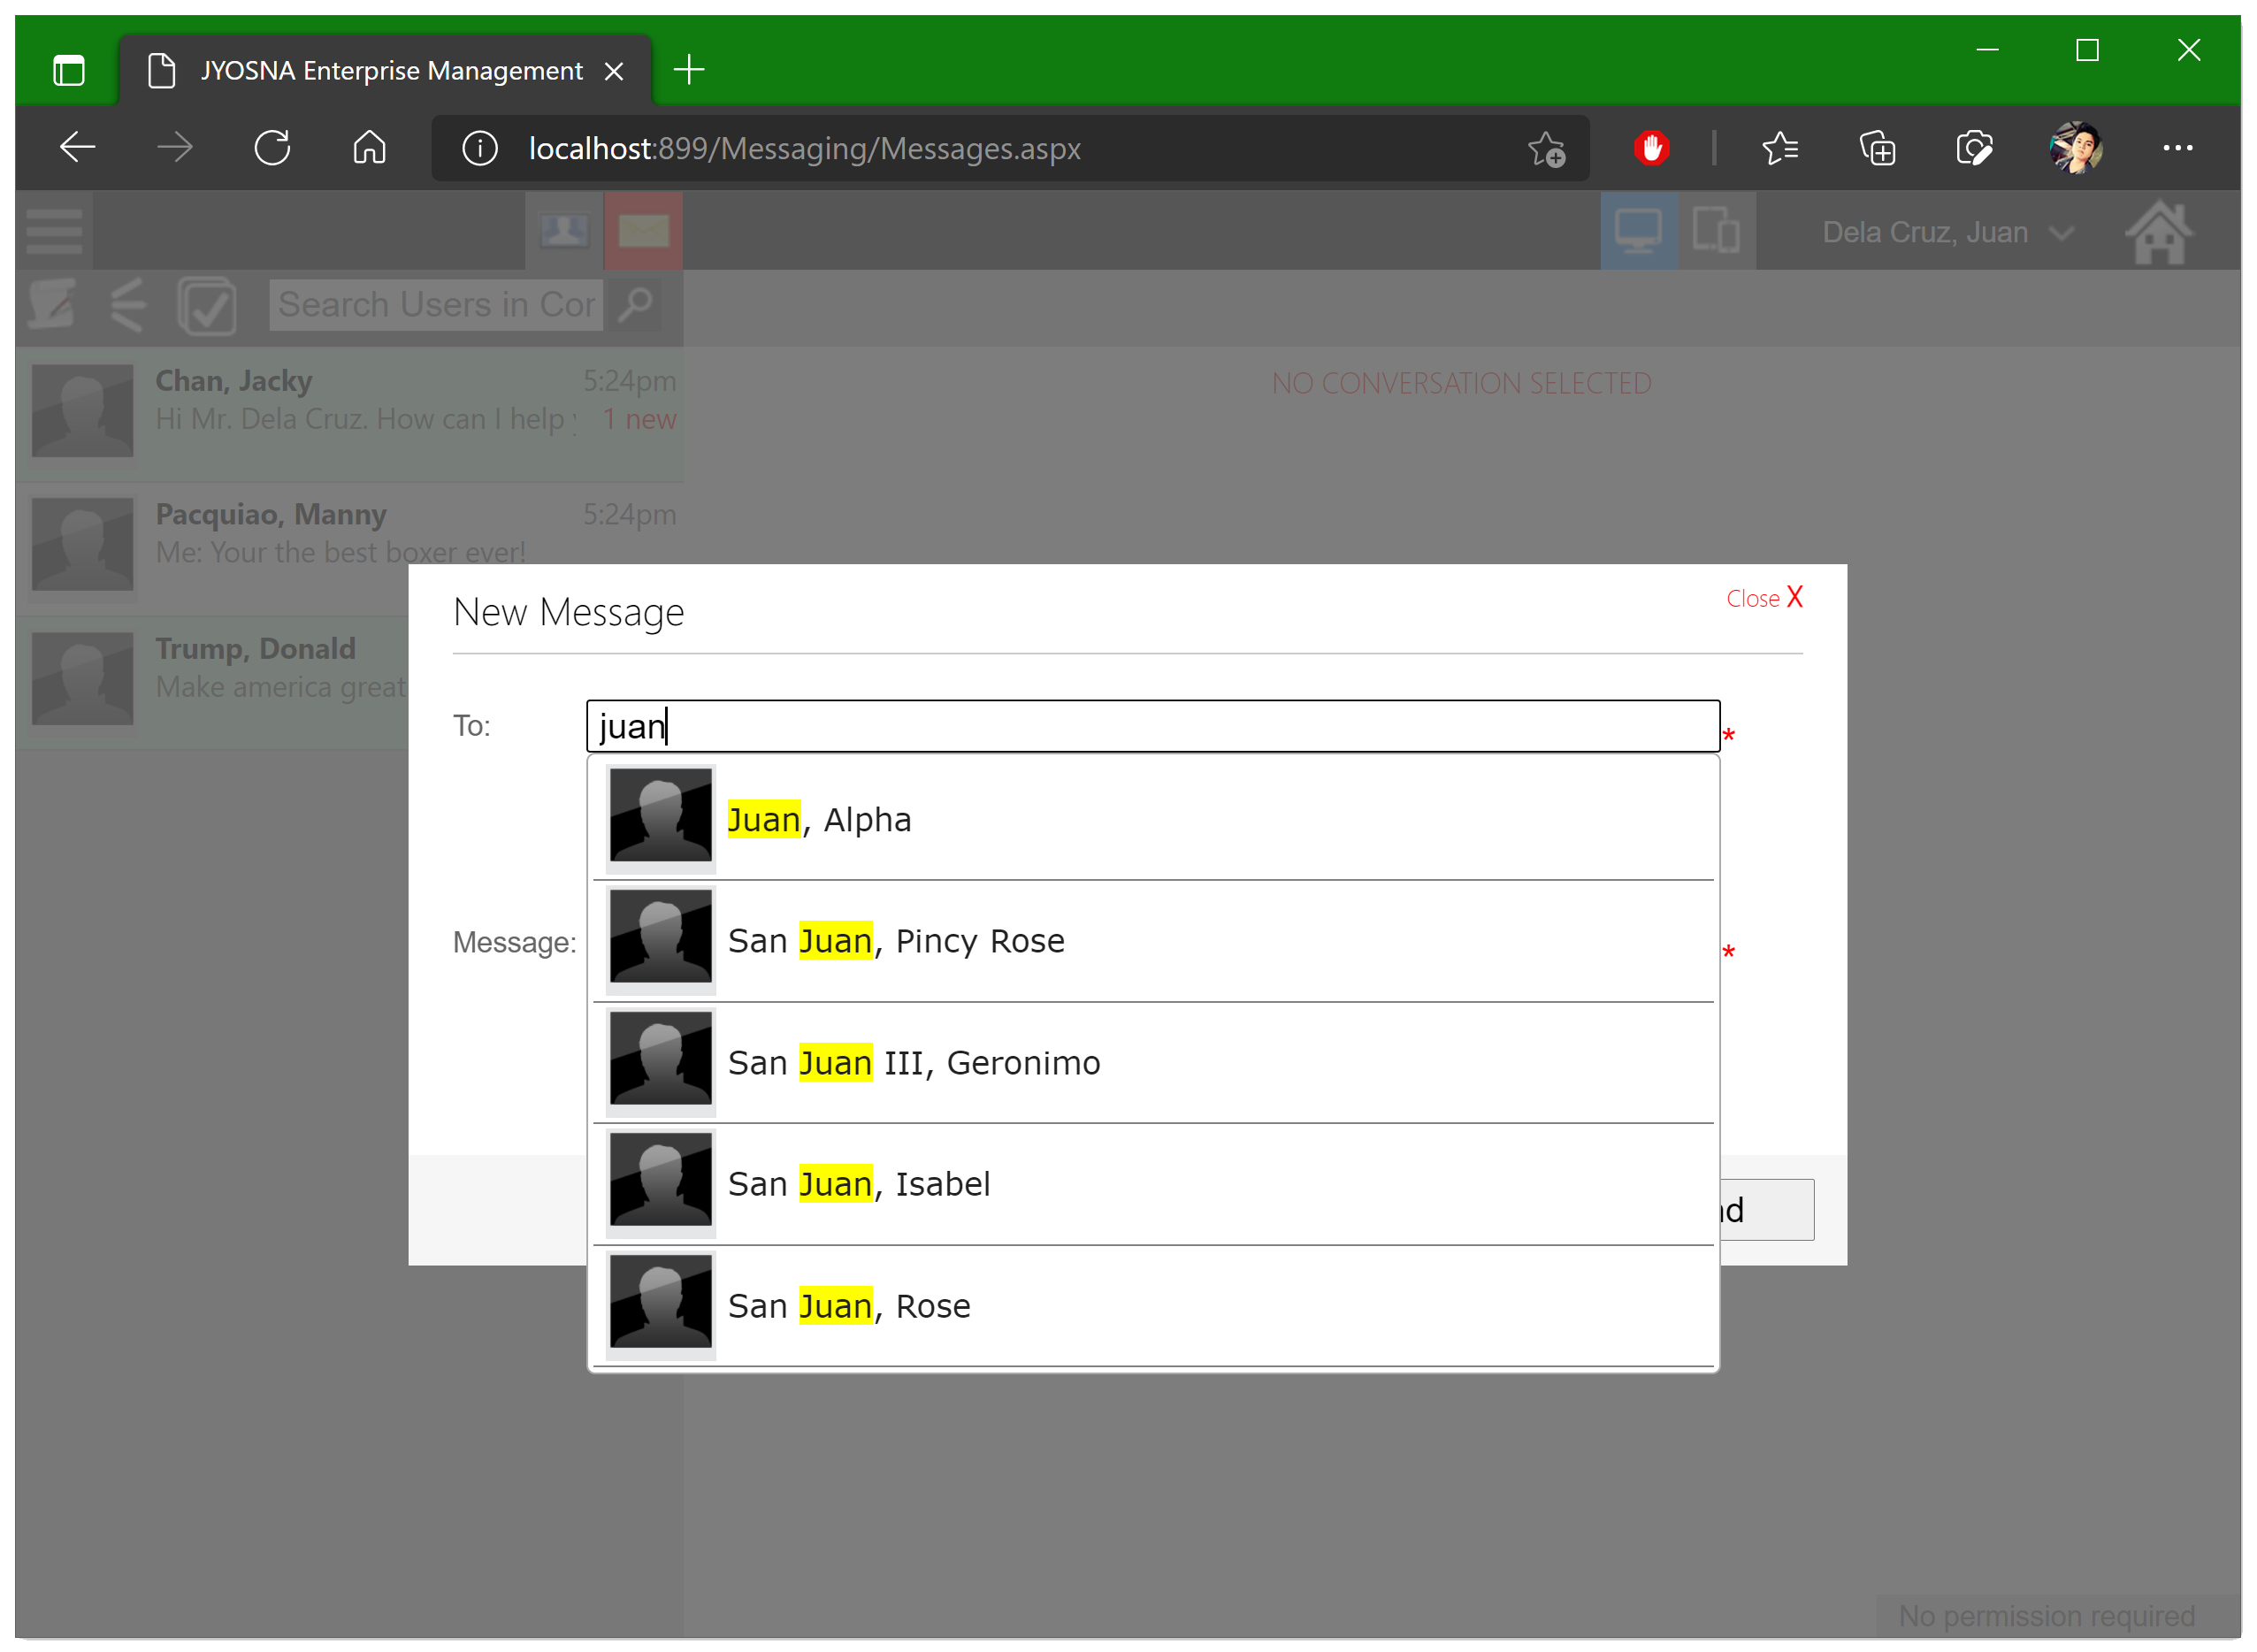 JYOSNA Enterprise Management
localhost:899/Messaging/Messages.aspx
Dela Cruz, Juan
Search Users in Cor
Chan, Jacky 5:24pm
Hi Mr. Dela Cruz. How can I help 1 new
NO CONVERSATION SELECTED
Pacquiao, Manny 5:24pm
Me: Your the best boxer ever!
Trump, Donald
Make america great
New Message
Close X
To: juan *
Juan, Alpha
Message: *
San Juan, Pincy Rose
San Juan III, Geronimo
San Juan, Isabel
San Juan, Rose
No permission required